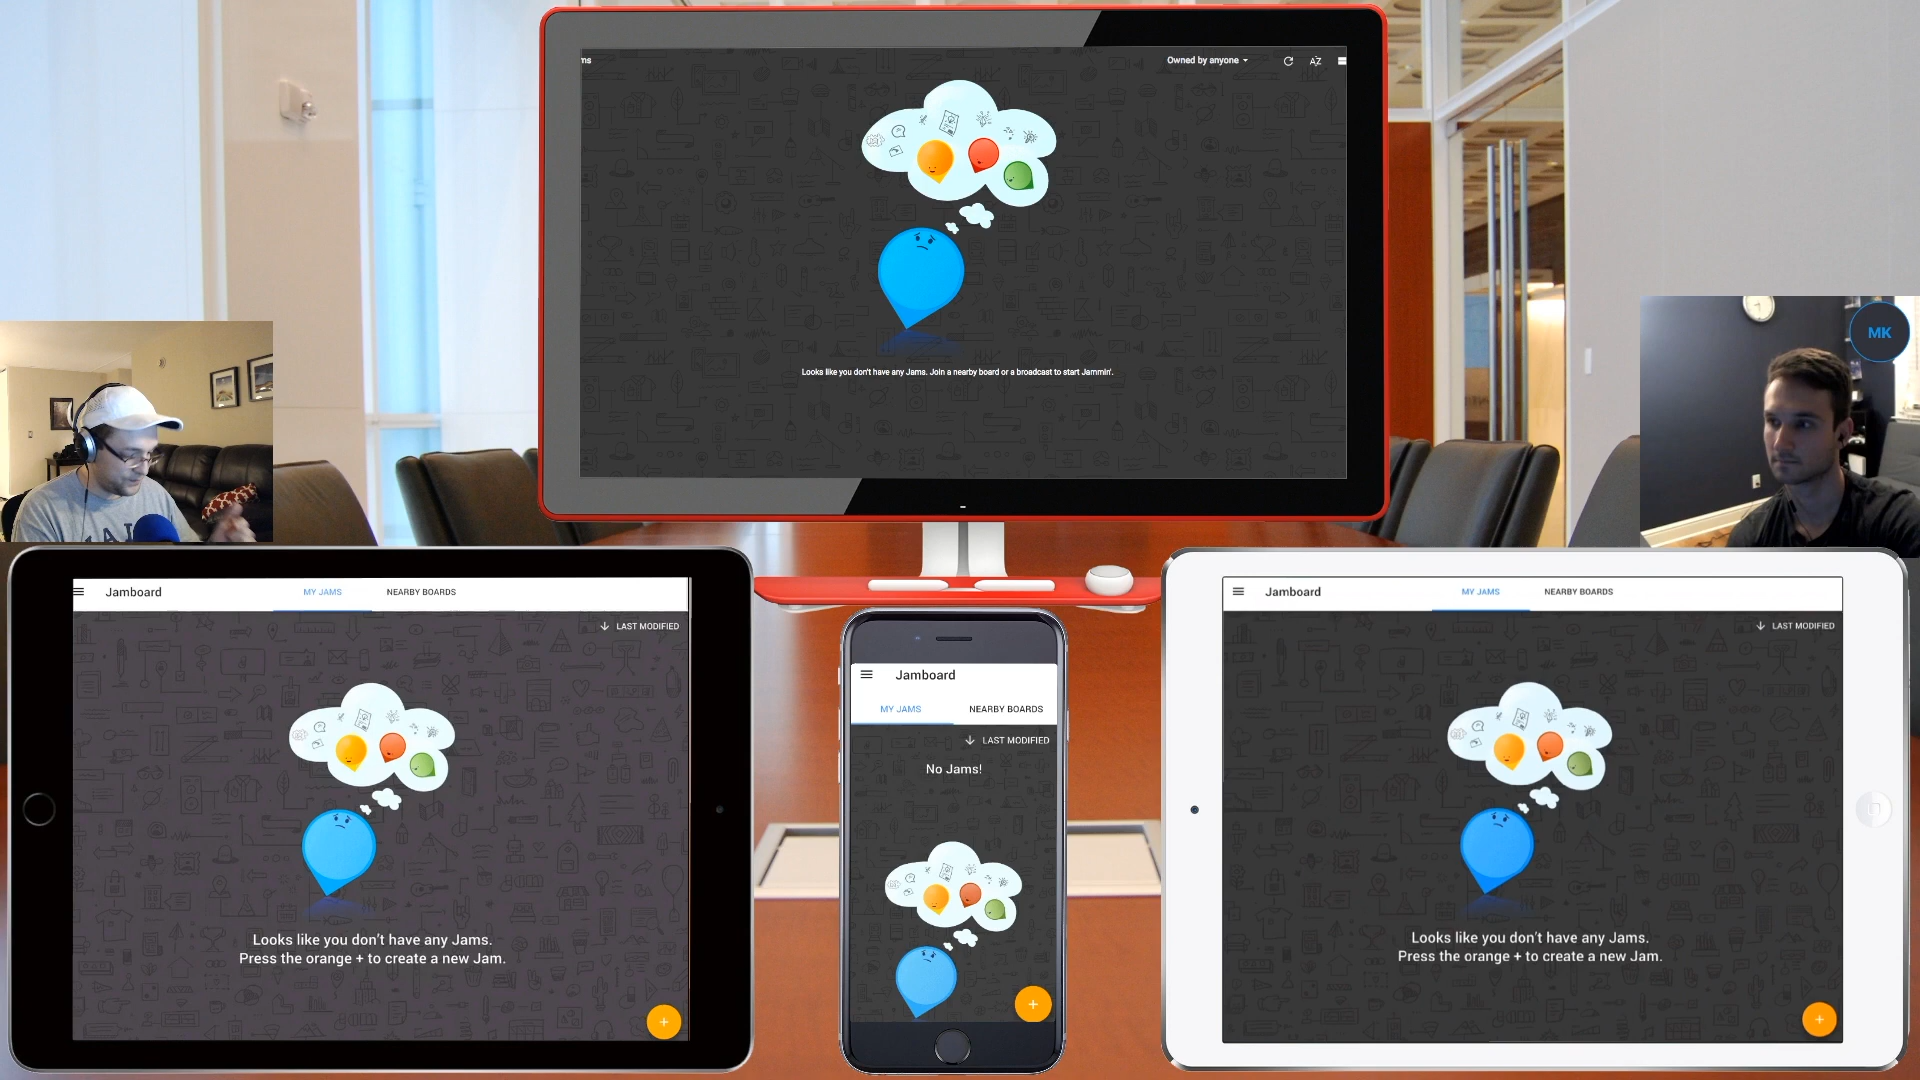 ms
Owned by anyone
AZ
Looks like you don't have any Jams. Join a nearby board or a broadcast to start Jammin'.
MK
Jamboard
MY JAMS
NEARBY BOARDS
LAST MODIFIED
Looks like you don't have any Jams.
Press the orange + to create a new Jam.
Jamboard
MY JAMS
NEARBY BOARDS
LAST MODIFIED
No Jams!
Jamboard
MY JAMS
NEARBY BOARDS
LAST MODIFIED
Looks like you don't have any Jams.
Press the orange + to create a new Jam.